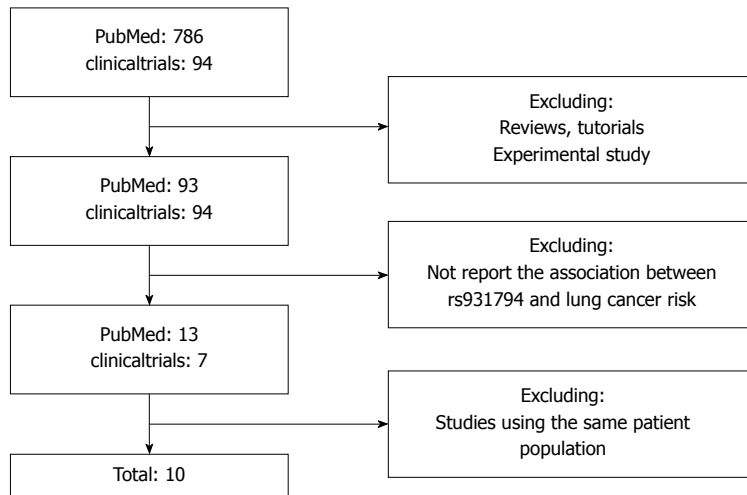 PubMed: 786
clinicaltrials: 94
Excluding:
Reviews, tutorials
Experimental study
PubMed: 93
clinicaltrials: 94
Excluding:
Not report the association between
rs931794 and lung cancer risk
PubMed: 13
clinicaltrials: 7
Excluding:
Studies using the same patient
population
Total: 10